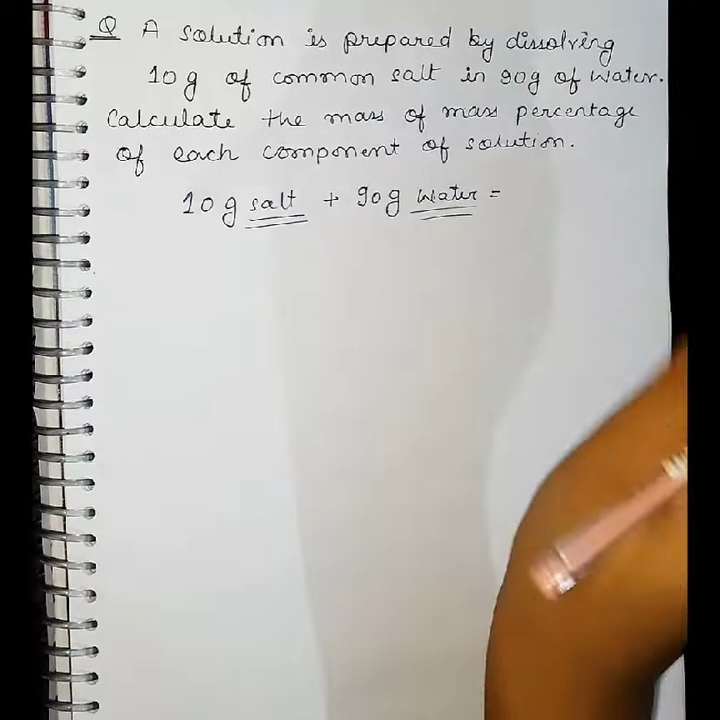 Q A solution is prepared by dissolving
10 g of common salt in 90g of water.
Calculate the mass of mass percentage
of each component of solution.
10 g salt + 90g water =